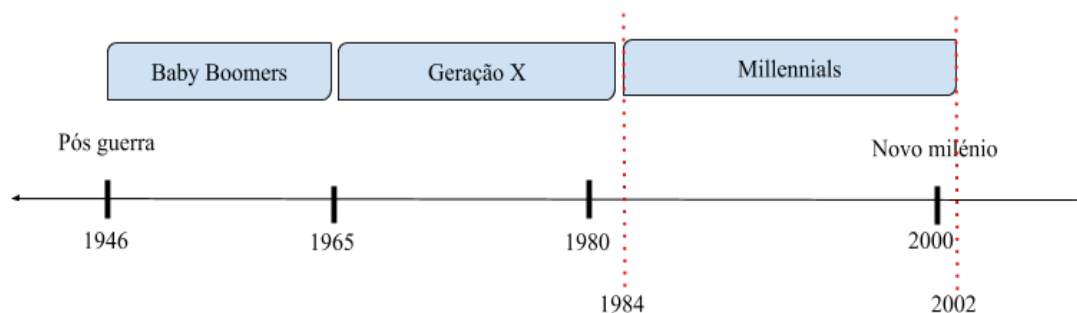 Baby Boomers
Geração X
Millennials
Pós guerra
Novo milénio
1946
1965
1980
2000
1984
2002